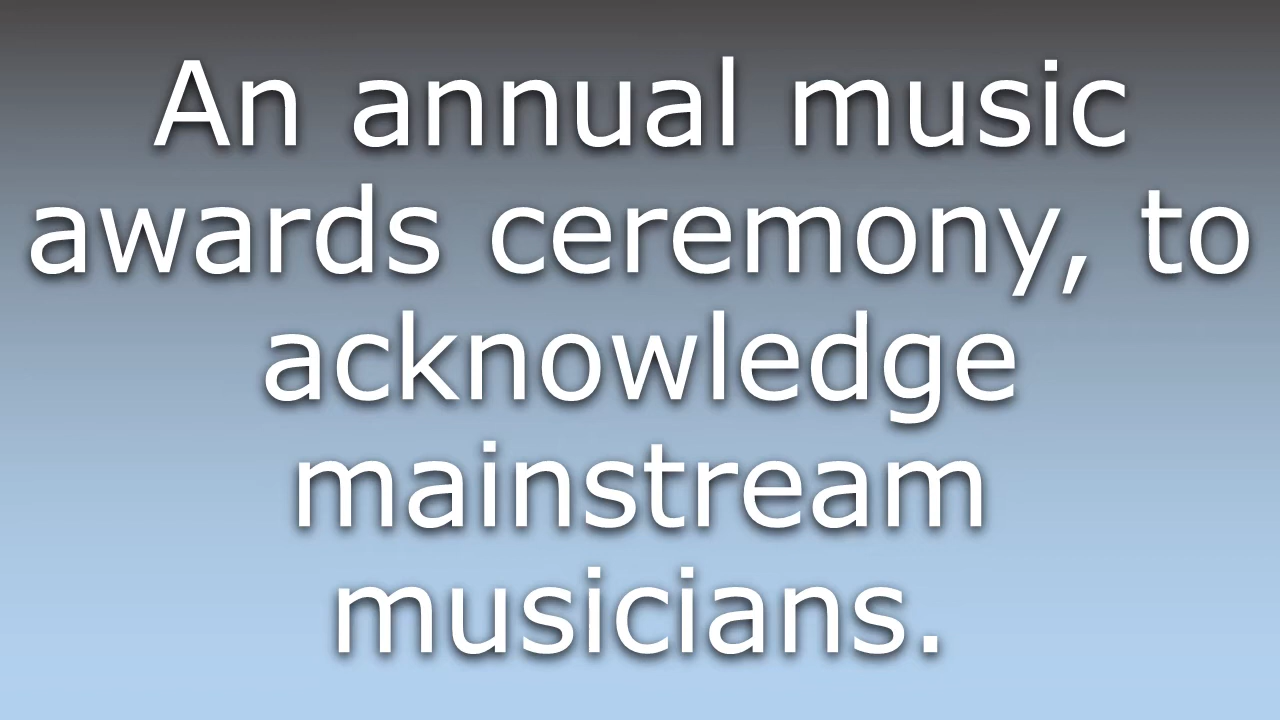 An annual music
awards ceremony, to
acknowledge
mainstream
musicians.